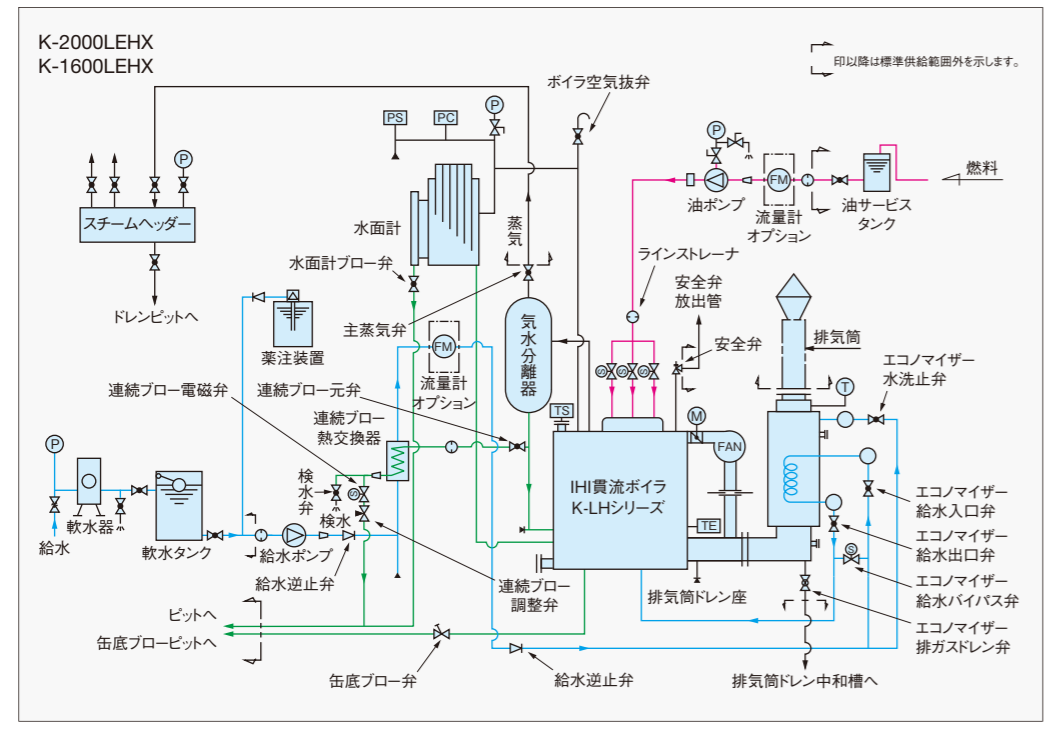 K-2000LEHX
K-1600LEHX
印以降は標準供給範囲外を示します。
ボイラ空気抜弁
PS
PC
P
P
P
燃料
FM
油ポンプ
流量計
オプション
油サービス
タンク
スチームヘッダー
水面計
蒸気
水面計ブロー弁
ラインストレーナ
安全弁
放出管
ドレンピットへ
主蒸気弁
気水分離器
薬注装置
FM
流量計
オプション
安全弁
排気筒
エコノマイザー
水洗止弁
連続ブロー電磁弁
連続ブロー元弁
連続ブロー
熱交換器
S
S
S
TS
M
FAN
T
P
検水弁
S
検水
IHI貫流ボイラ
K-LHシリーズ
TE
軟水器
給水
軟水タンク
給水ポンプ
給水逆止弁
連続ブロー
調整弁
排気筒ドレン座
エコノマイザー
給水入口弁
エコノマイザー
給水出口弁
S
エコノマイザー
給水バイパス弁
エコノマイザー
排ガスドレン弁
ピットへ
缶底ブローピットへ
缶底ブロー弁
給水逆止弁
排気筒ドレン中和槽へ